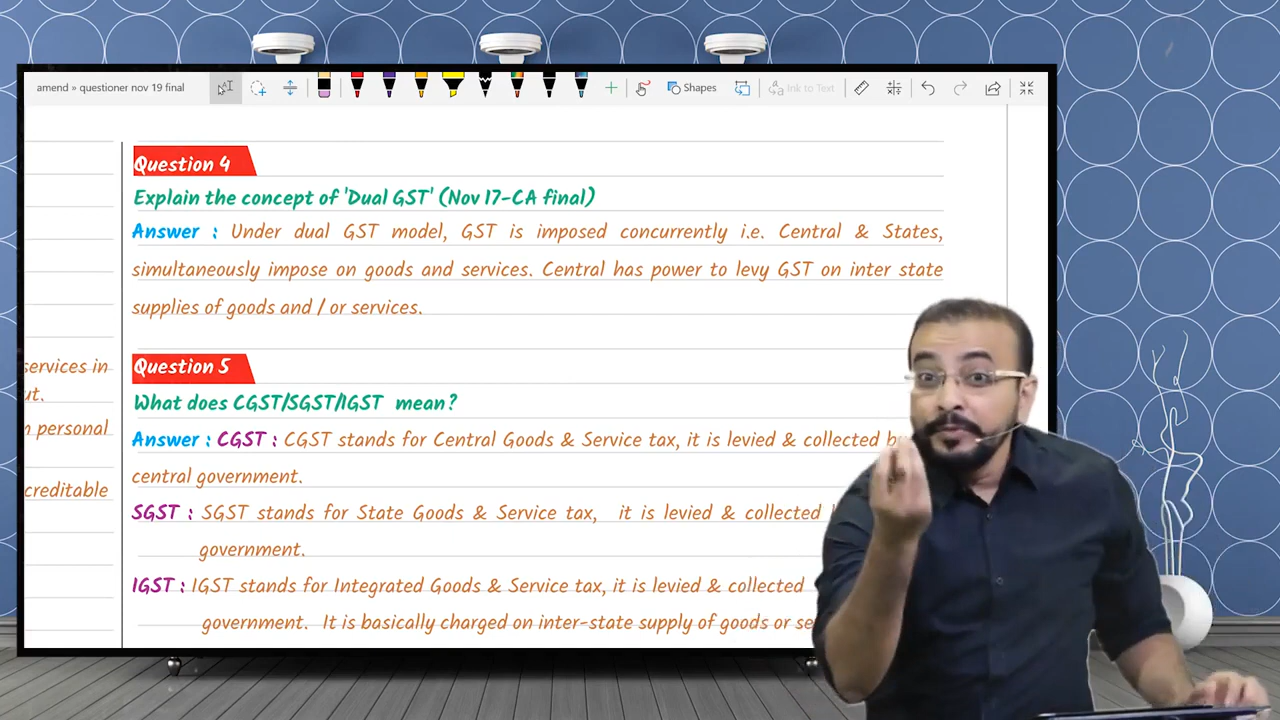 amend » questioner nov 19 final
Shapes
Ink to Text
Question 4
Explain the concept of 'Dual GST' (Nov 17-CA final)
Answer : Under dual GST model, GST is imposed concurrently i.e. Central & States,
simultaneously impose on goods and services. Central has power to levy GST on inter state
supplies of goods and / or services.
services in
Question 5
ut.
What does CGST/SGST/IGST mean?
personal
Answer : CGST : CGST stands for Central Goods & Service tax, it is levied & collected
central government.
creditable
SGST : SGST stands for State Goods & Service tax, it is levied & collected
government.
IGST : IGST stands for Integrated Goods & Service tax, it is levied & collected
government. It is basically charged on inter-state supply of goods or